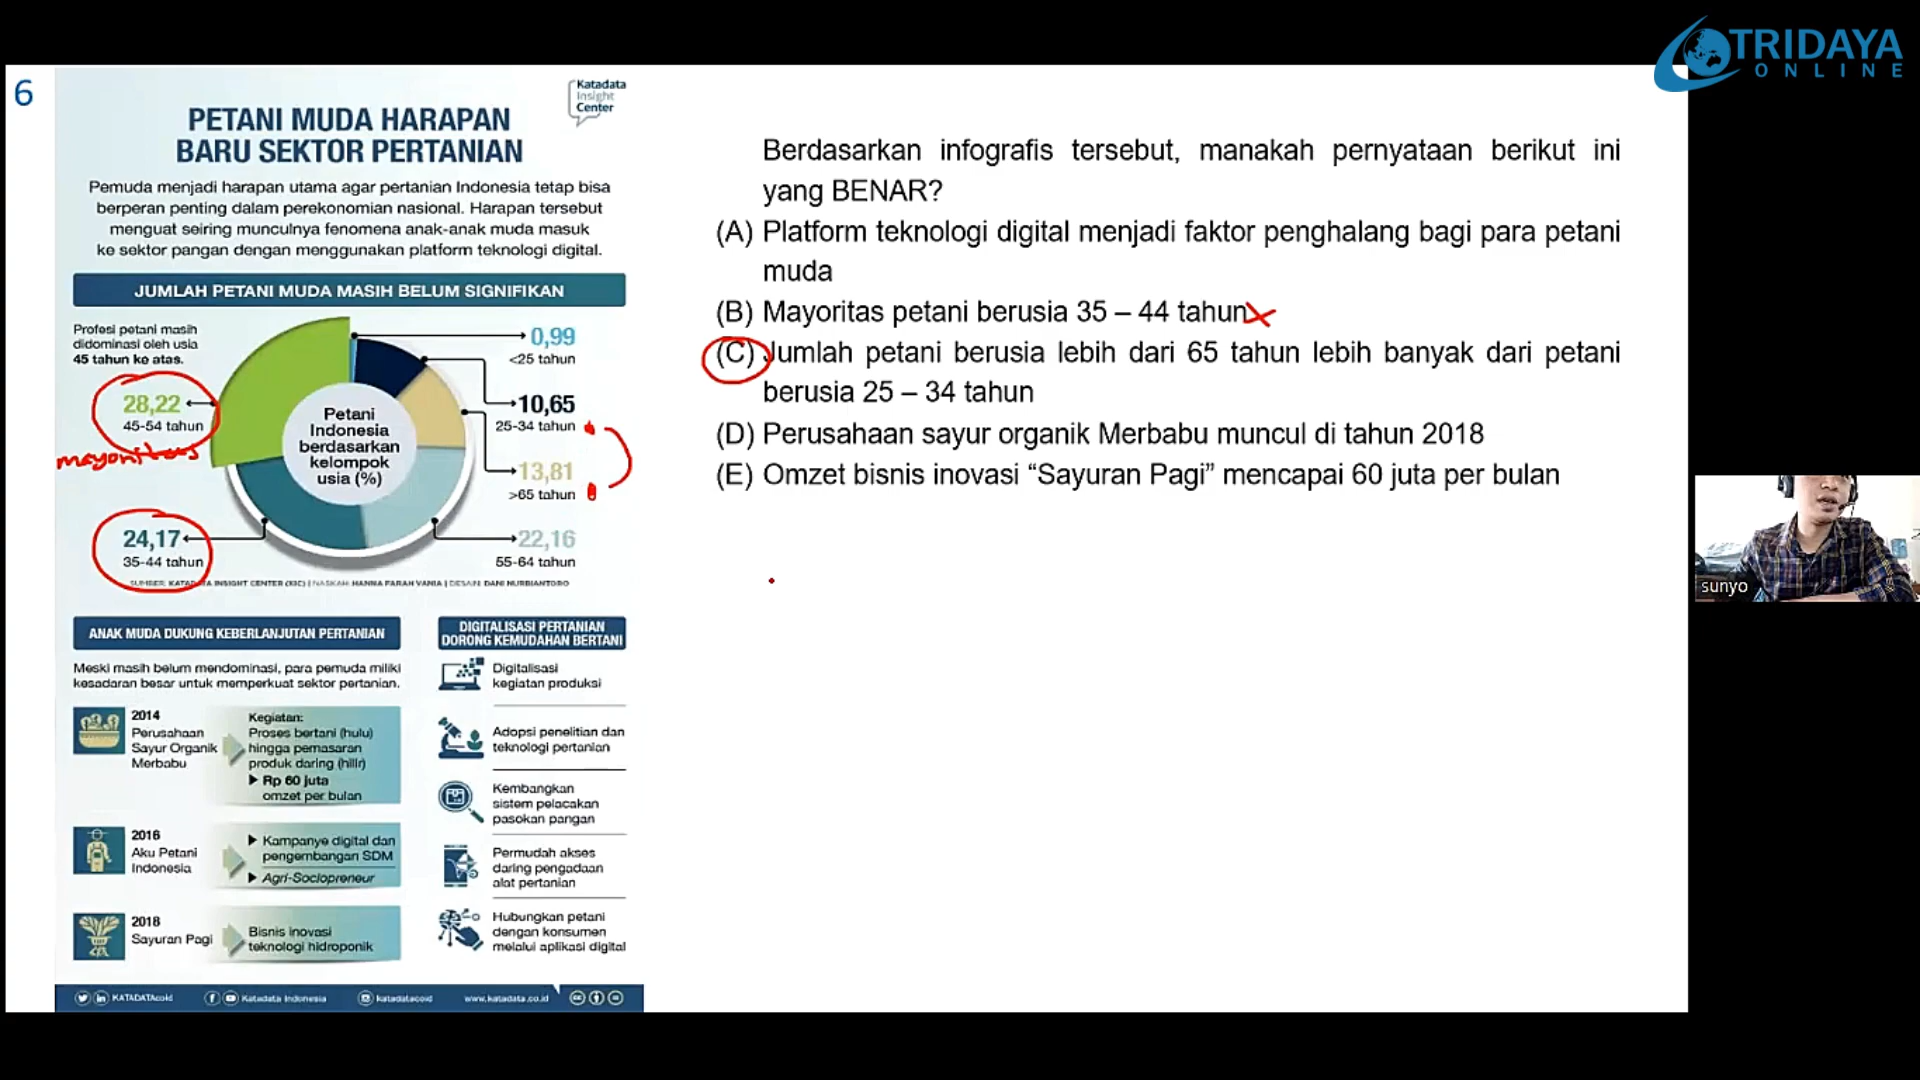 TRIDAYA
ONLINE
6
Katadata
Insight
Center
PETANI MUDA HARAPAN
BARU SEKTOR PERTANIAN
Pemuda menjadi harapan utama agar pertanian Indonesia tetap bisa
berperan penting dalam perekonomian nasional. Harapan tersebut
menguat seiring munculnya fenomena anak-anak muda masuk
ke sektor pangan dengan menggunakan platform teknologi digital.
JUMLAH PETANI MUDA MASIH BELUM SIGNIFIKAN
Profesi petani masih
didominasi oleh usia
45 tahun ke atas.
0,99
<25 tahun
28,22
45-54 tahun
mayoritas
10,65
25-34 tahun
Petani
Indonesia
berdasarkan
kelompok
usia (%)
13,81
>65 tahun
24,17
35-44 tahun
22,16
55-64 tahun
SUMBER: KATADATA INSIGHT CENTER (KIC) | NASKAH: HANNA FARAH VANIA | DESAIN: DANI NURBIANTORO
ANAK MUDA DUKUNG KEBERLANJUTAN PERTANIAN
Meski masih belum mendominasi, para pemuda miliki
kesadaran besar untuk memperkuat sektor pertanian.
2014
Perusahaan
Sayur Organik
Merbabu
Kegiatan:
Proses bertani (hulu)
hingga pemasaran
produk daring (hilir)
Rp 60 juta
omzet per bulan
2016
Aku Petani
Indonesia
Kampanye digital dan
pengembangan SDM
Agri-Sociopreneur
2018
Sayuran Pagi
Bisnis inovasi
teknologi hidroponik
DIGITALISASI PERTANIAN
DORONG KEMUDAHAN BERTANI
Digitalisasi
kegiatan produksi
Adopsi penelitian dan
teknologi pertanian
Kembangkan
sistem pelacakan
pasokan pangan
Permudah akses
daring pengadaan
alat pertanian
Hubungkan petani
dengan konsumen
melalui aplikasi digital
KATADATAcoid
Katadata Indonesia
katadatacoid
www.katadata.co.id
Berdasarkan infografis tersebut, manakah pernyataan berikut ini
yang BENAR?
(A) Platform teknologi digital menjadi faktor penghalang bagi para petani
muda
(B) Mayoritas petani berusia 35 – 44 tahun
(C) Jumlah petani berusia lebih dari 65 tahun lebih banyak dari petani
berusia 25 – 34 tahun
(D) Perusahaan sayur organik Merbabu muncul di tahun 2018
(E) Omzet bisnis inovasi “Sayuran Pagi” mencapai 60 juta per bulan
sunyo